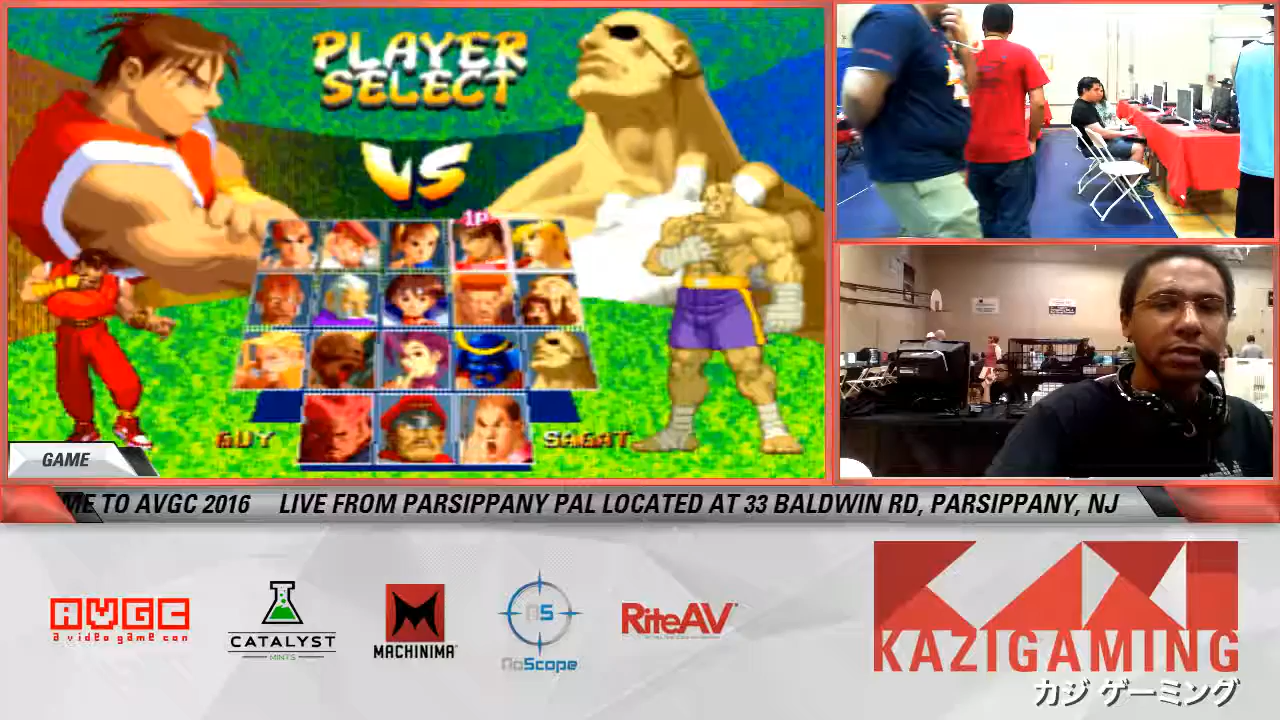 PLAYER
SELECT
VS
1P
GUY
SAGAT
GAME
ME TO AVGC 2016 LIVE FROM PARSIPPANY PAL LOCATED AT 33 BALDWIN RD, PARSIPPANY, NJ
AVGC
a video game con
CATALYST
MINTS
MACHINIMA
NS
NoScope
RiteAV
KAZI
KAZIGAMING
カジ ゲーミング